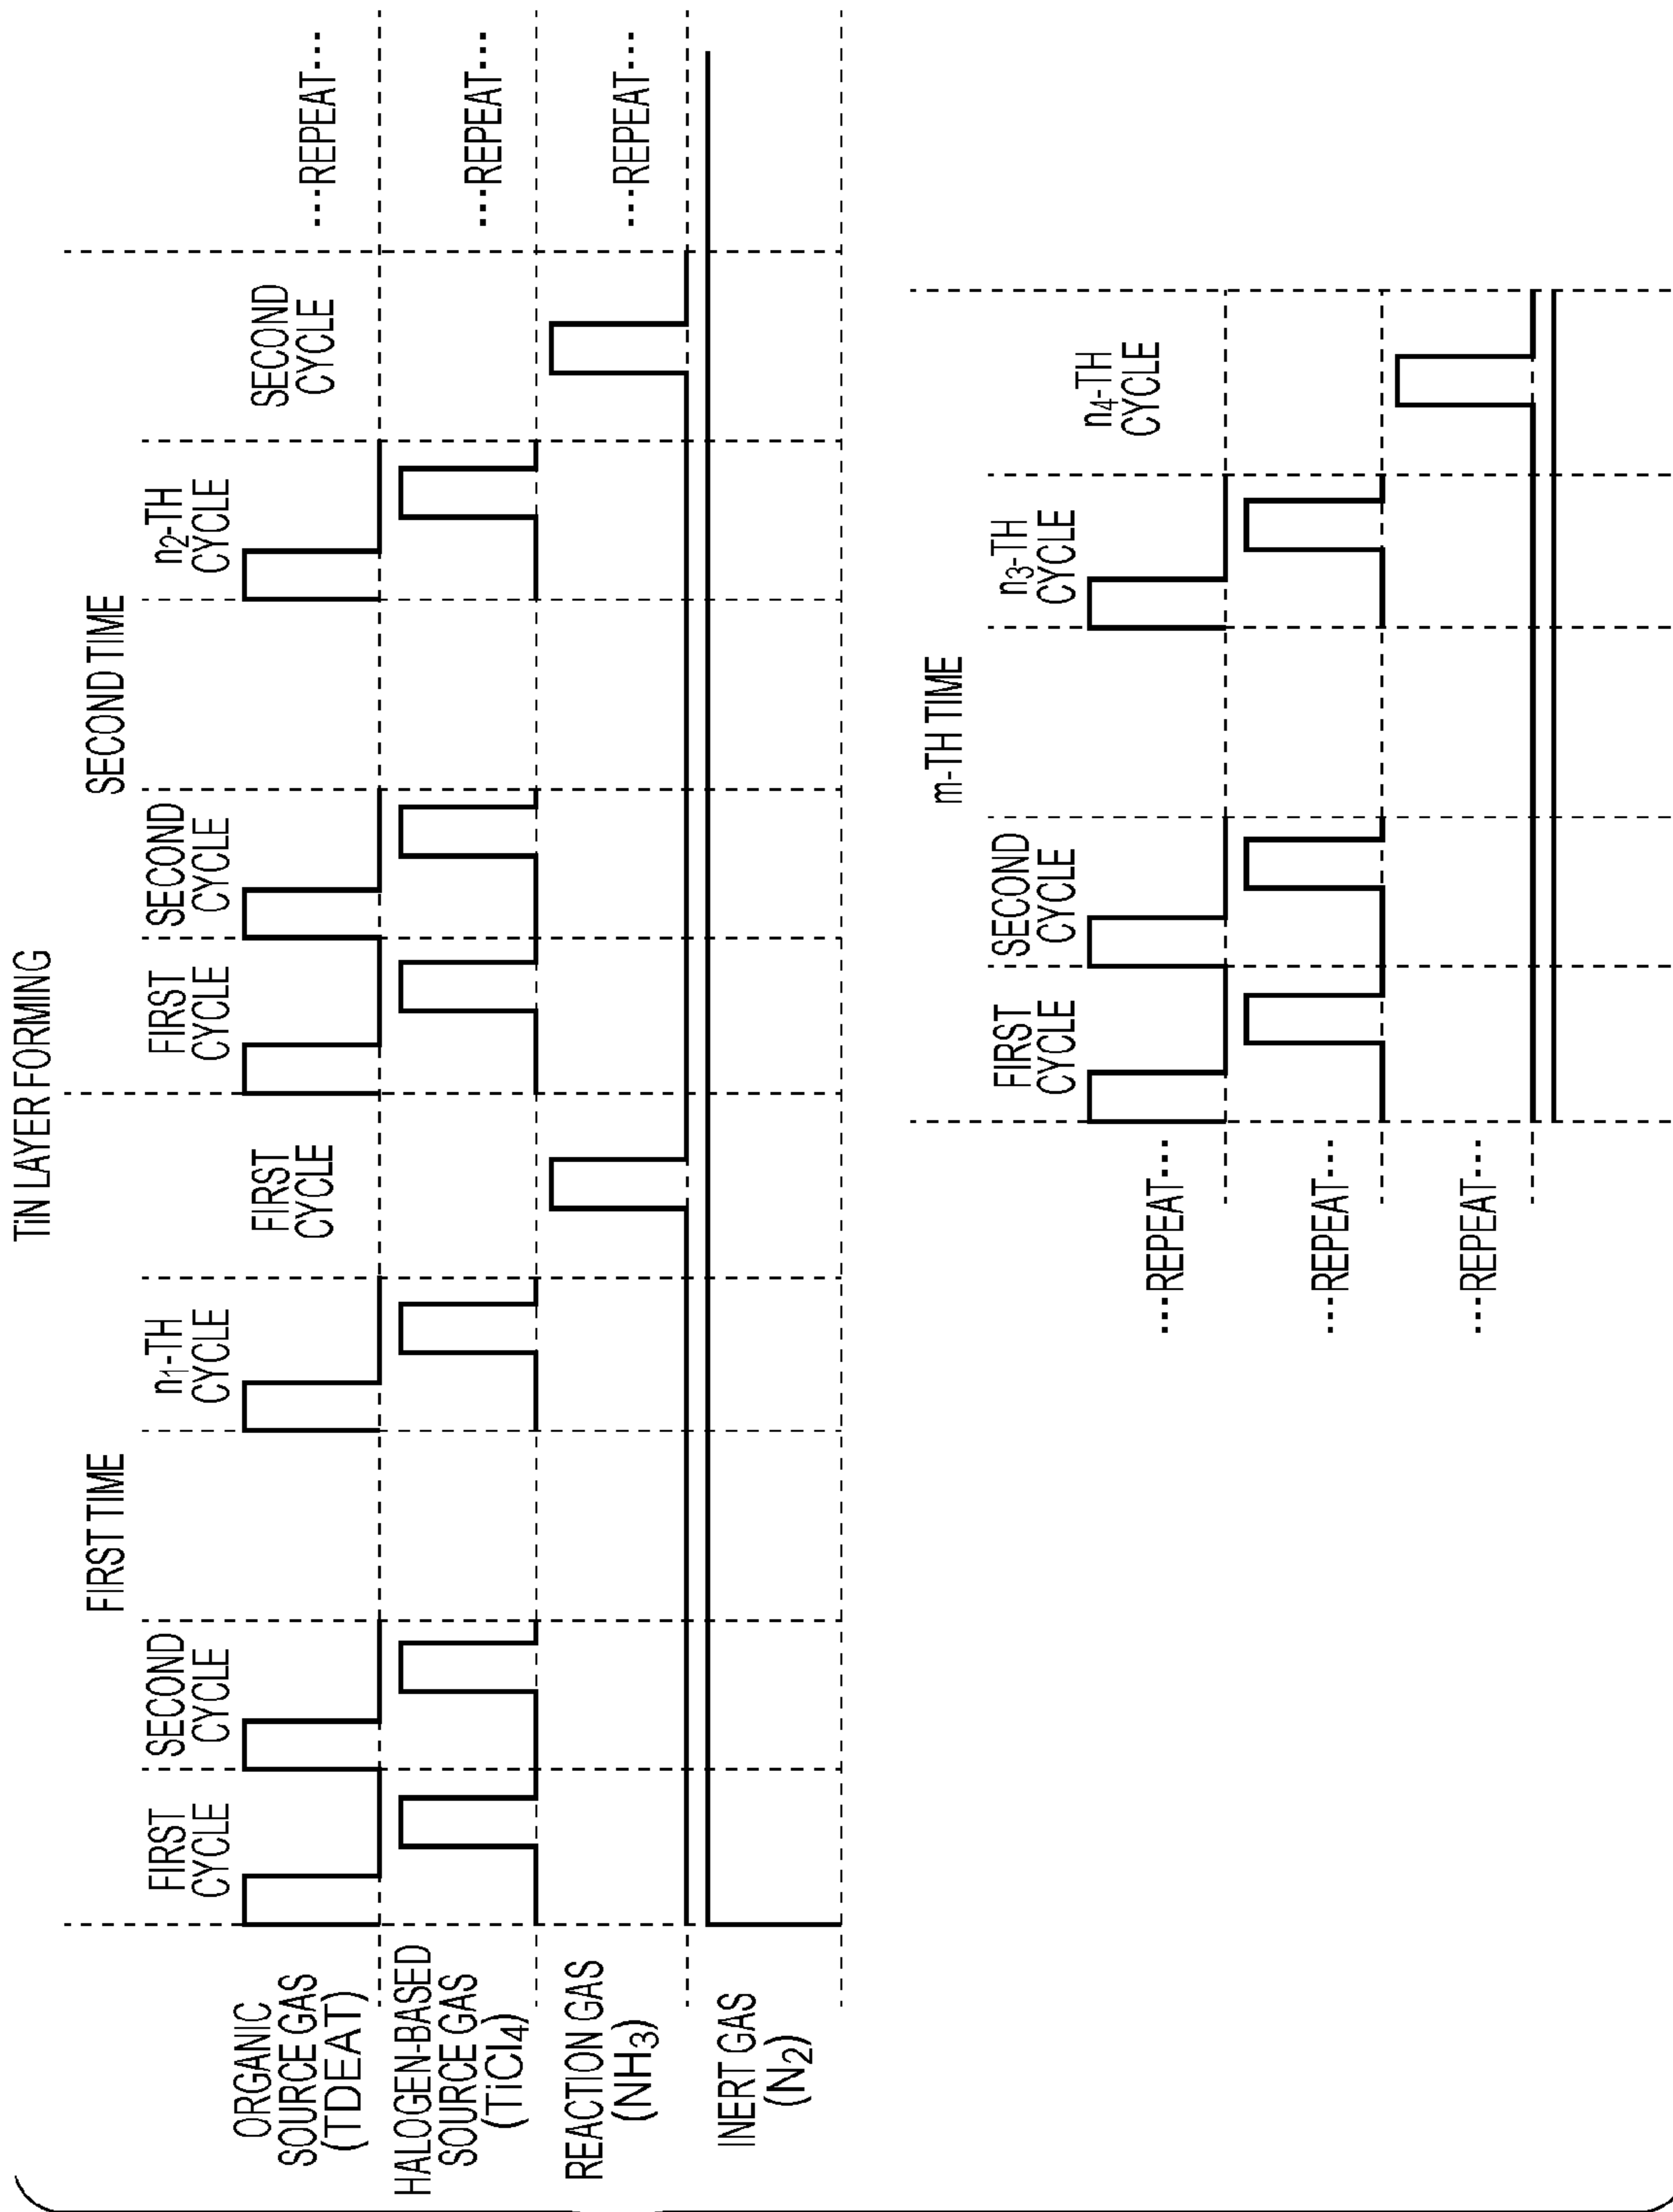 TiN LAYER FORMING
FIRST TIME
SECOND TIME
FIRST
CYCLE
SECOND
CYCLE
n1-TH
CYCLE
FIRST
CYCLE
FIRST
CYCLE
SECOND
CYCLE
n2-TH
CYCLE
SECOND
CYCLE
ORGANIC
SOURCE GAS
(TDEAT)
.....REPEAT.....
HALOGEN-BASED
SOURCE GAS
(TiCl4)
.....REPEAT.....
REACTION GAS
(NH3)
.....REPEAT.....
INERT GAS
(N2)
m-TH TIME
FIRST
CYCLE
SECOND
CYCLE
n3-TH
CYCLE
n4-TH
CYCLE
.....REPEAT.....
.....REPEAT.....
.....REPEAT.....